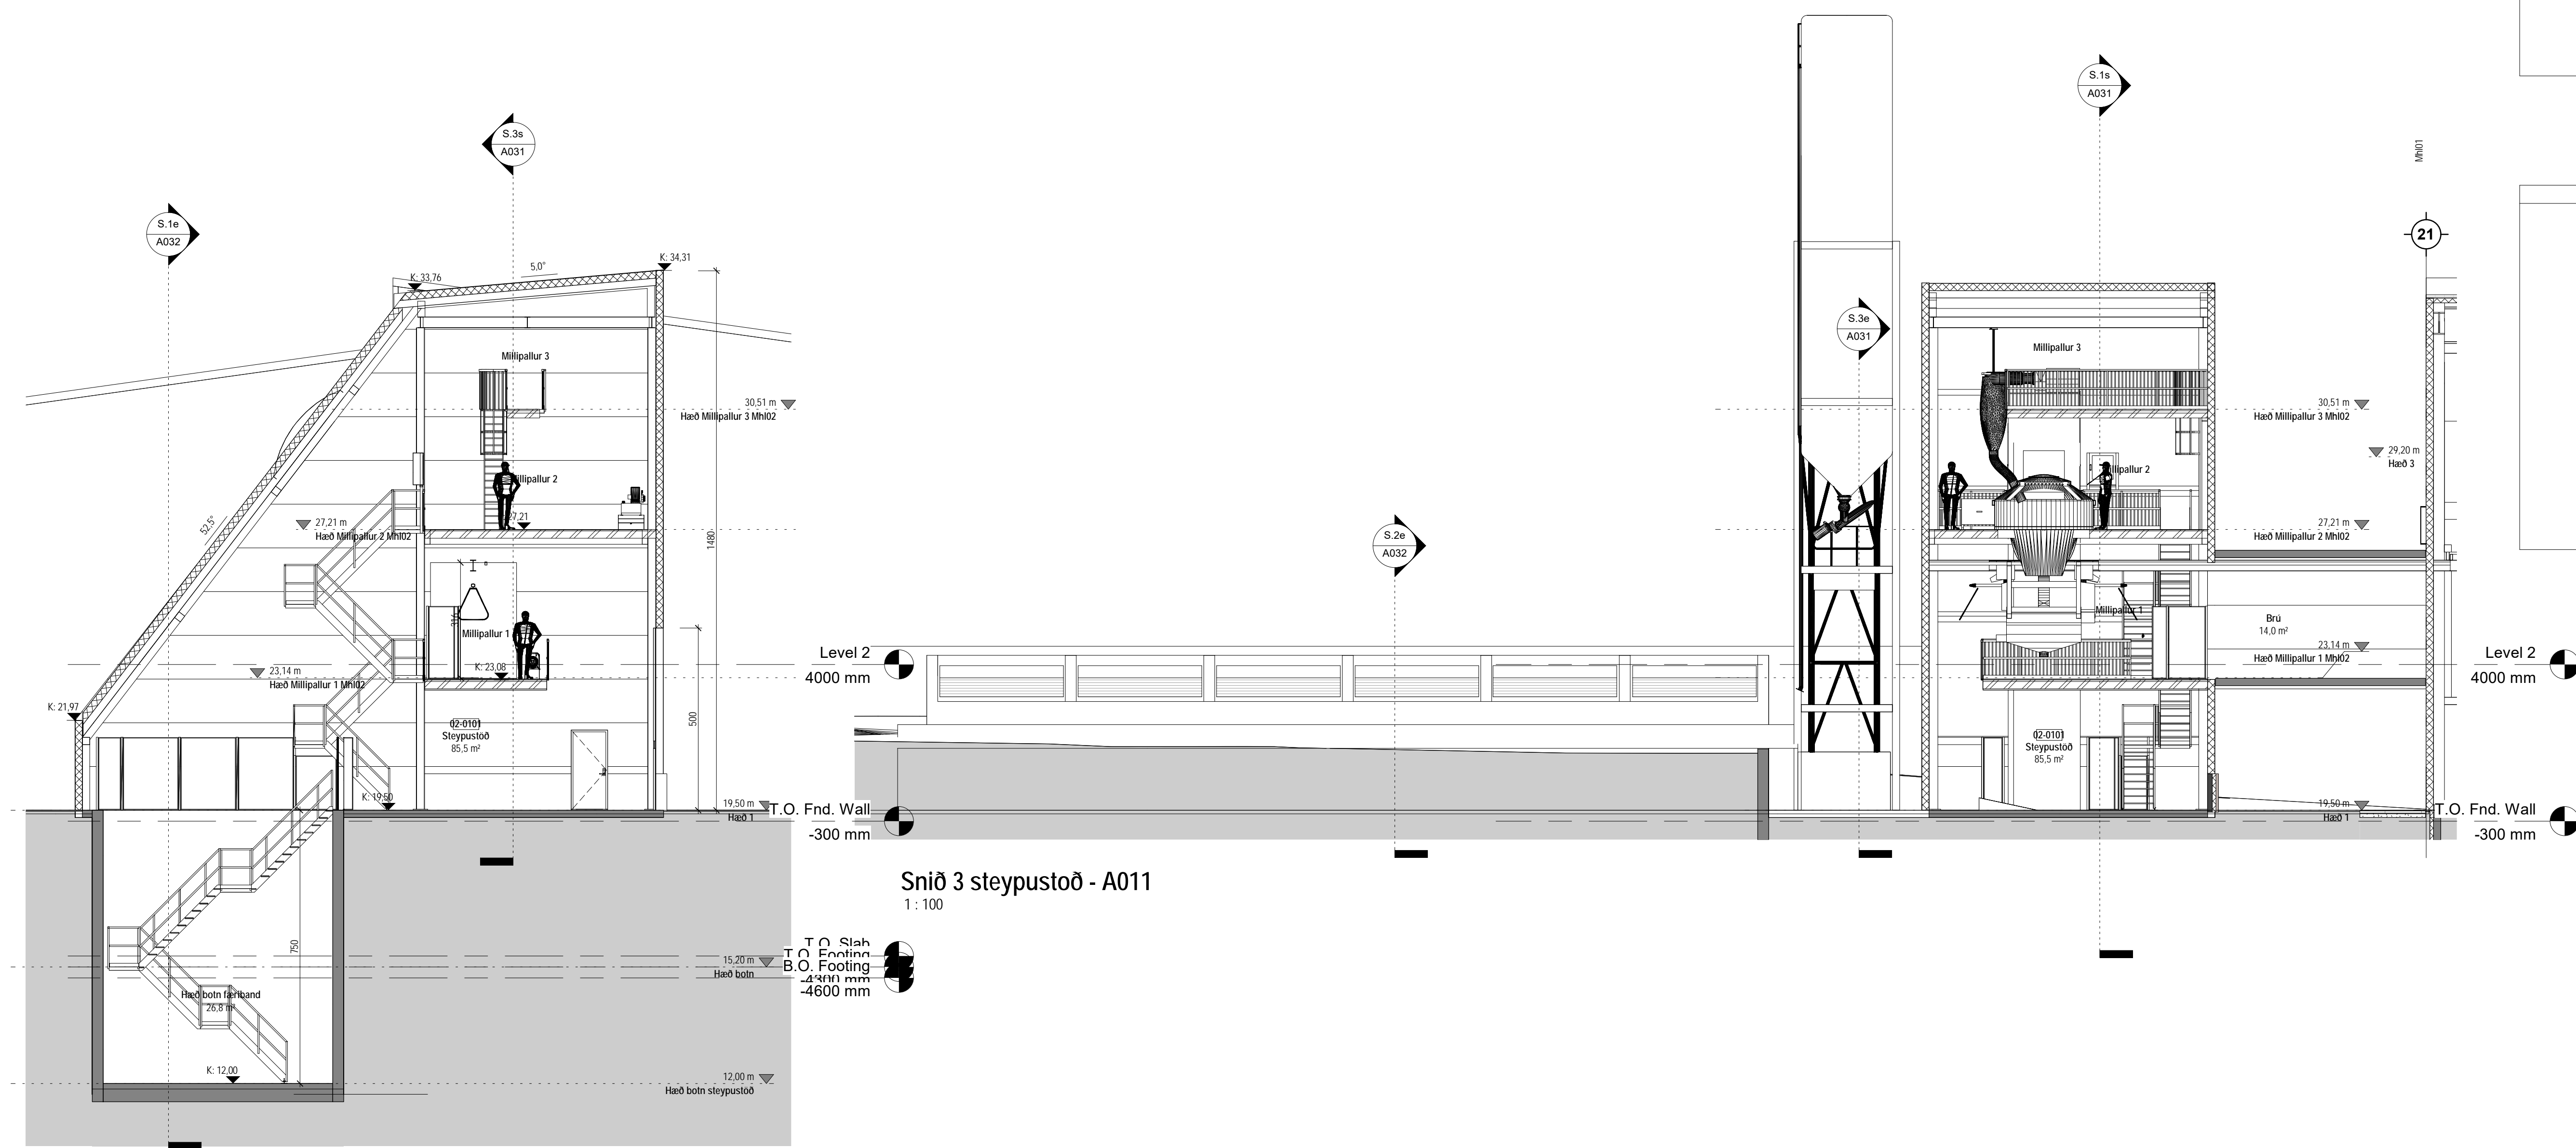 S.3s
A031
S.1e
A032
K: 33,76
5,0°
K: 34,31
Millipallur 3
30,51 m
Hæð Millipallur 3 Mhl02
Millipallur 2
27,21
27,21 m
Hæð Millipallur 2 Mhl02
52,5°
1480
Millipallur 1
K: 23,08
23,14 m
Hæð Millipallur 1 Mhl02
K: 21,97
500
02-0101
Steypustöð
85,5 m²
K: 19,50
19,50 m
Hæð 1
750
15,20 m
Hæð botn
Hæð botn færiband
26,8 m²
K: 12,00
12,00 m
Hæð botn steypustöð
Level 2
4000 mm
T.O. Fnd. Wall
-300 mm
T.O. Slab
T.O. Footing
B.O. Footing
-4300 mm
-4600 mm
Snið 3 steypustoð - A011
1 : 100
S.2e
A032
S.3e
A031
S.1s
A031
Mhl01
21
Millipallur 3
30,51 m
Hæð Millipallur 3 Mhl02
29,20 m
Hæð 3
Millipallur 2
27,21 m
Hæð Millipallur 2 Mhl02
Millipallur 1
Brú
14,0 m²
23,14 m
Hæð Millipallur 1 Mhl02
Level 2
4000 mm
02-0101
Steypustöð
85,5 m²
19,50 m
Hæð 1
T.O. Fnd. Wall
-300 mm